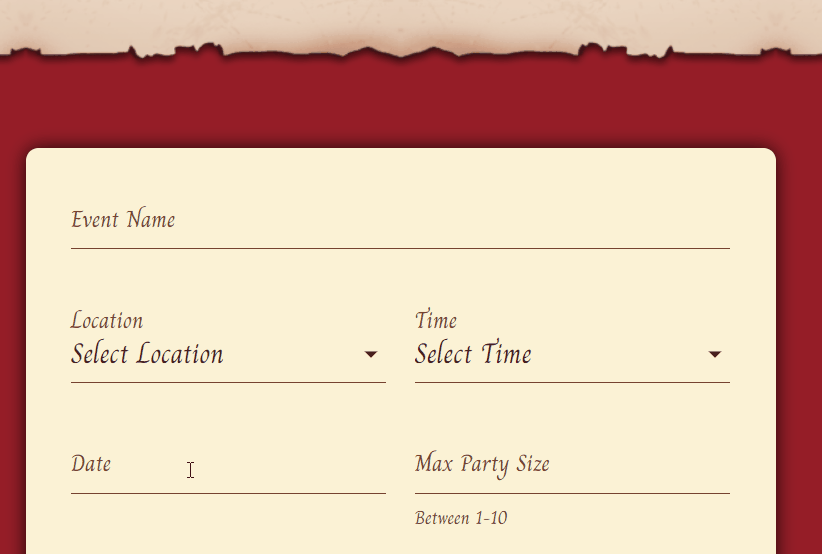 Event Name
Location
Time
Select Location
Select Time
Date
Max Party Size
Between 1-10